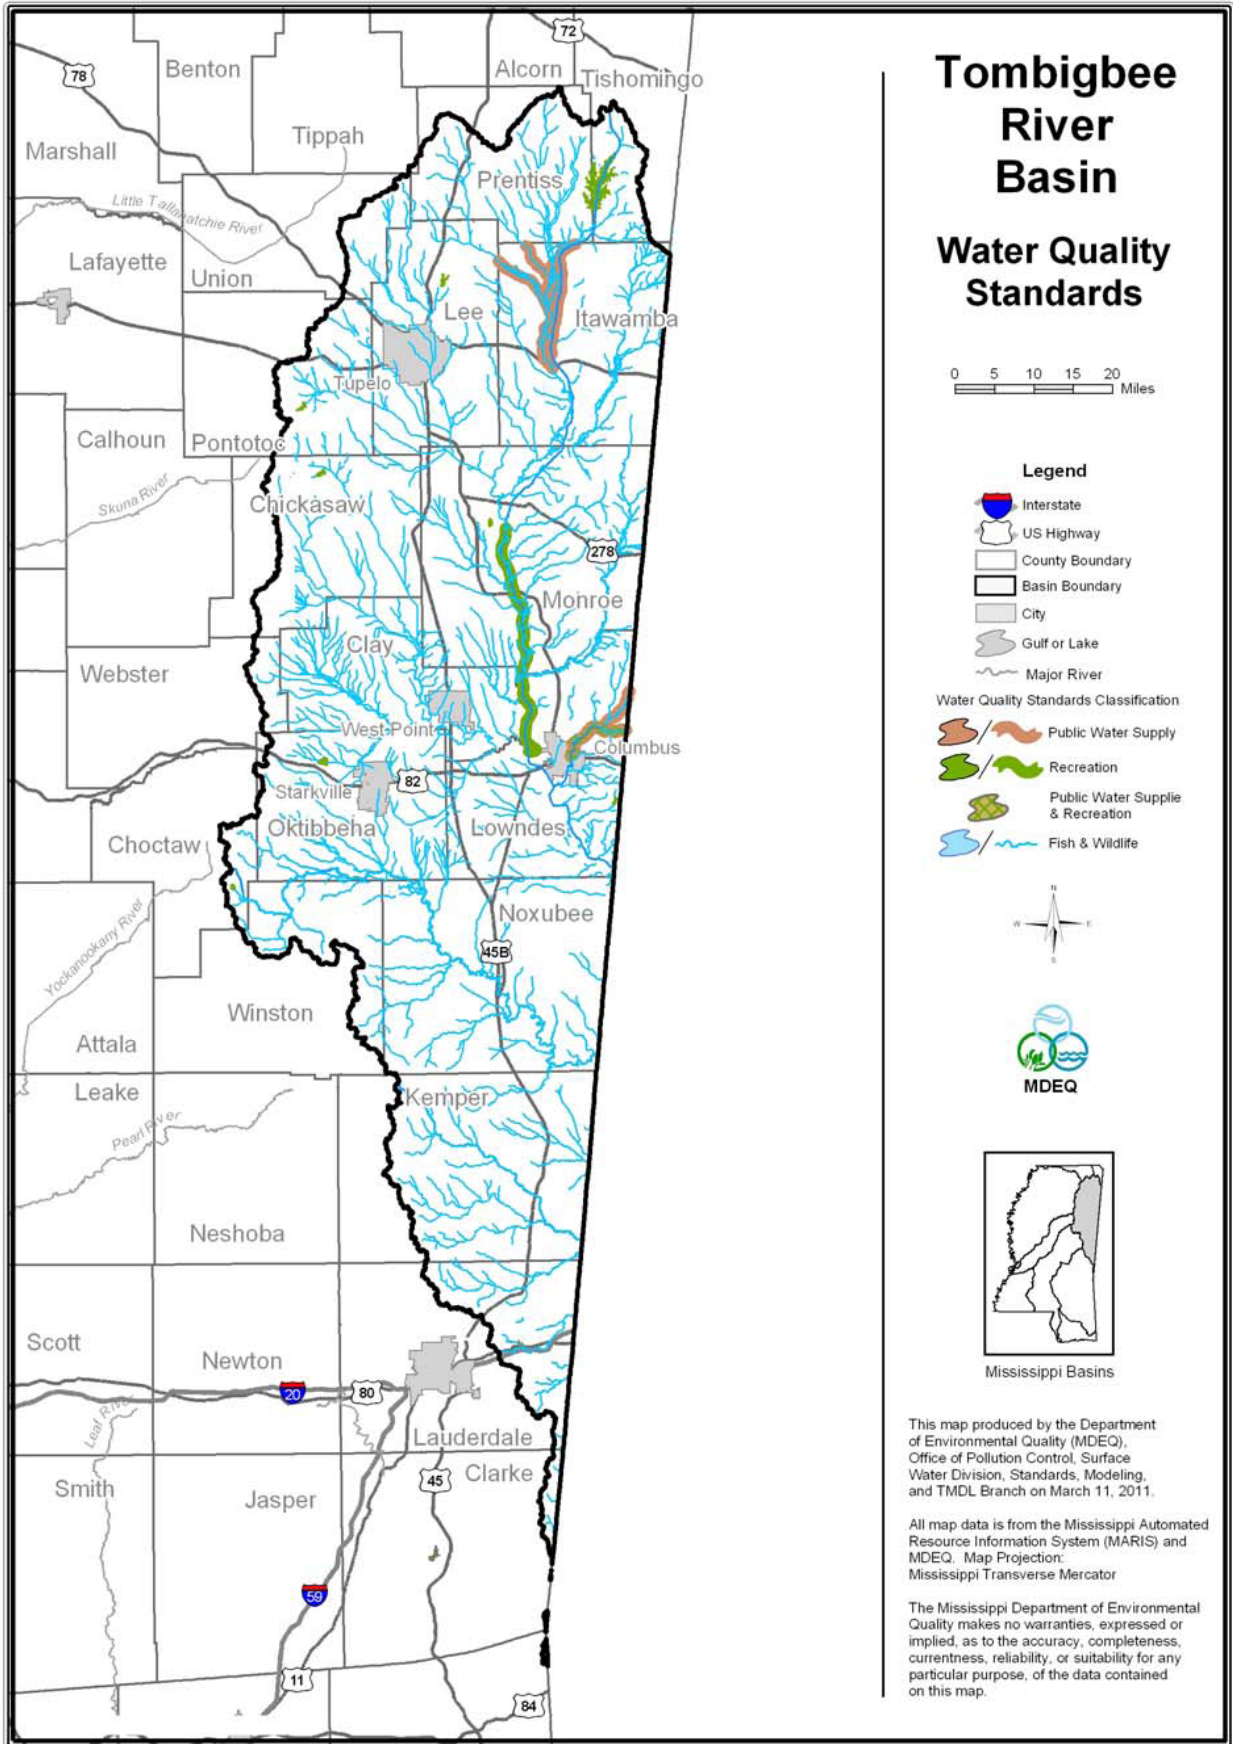 Tombigbee
River
Basin
Water Quality
Standards
0 5 10 15 20
Miles
Legend
Interstate
US Highway
County Boundary
Basin Boundary
City
Gulf or Lake
Major River
Water Quality Standards Classification
Public Water Supply
Recreation
Public Water Supplie
& Recreation
Fish & Wildlife
N
W E
S
MDEQ
Mississippi Basins
This map produced by the Department
of Environmental Quality (MDEQ),
Office of Pollution Control, Surface
Water Division, Standards, Modeling,
and TMDL Branch on March 11, 2011.
All map data is from the Mississippi Automated
Resource Information System (MARIS) and
MDEQ. Map Projection:
Mississippi Transverse Mercator
The Mississippi Department of Environmental
Quality makes no warranties, expressed or
implied, as to the accuracy, completeness,
currentness, reliability, or suitability for any
particular purpose, of the data contained
on this map.
72
78
Benton
Alcorn
Tishomingo
Tippah
Marshall
Prentiss
Little Tallahatchie River
Lafayette
Union
Lee
Itawamba
Tupelo
Calhoun
Pontotoc
Skuna River
Chickasaw
278
Monroe
Clay
Webster
West Point
Columbus
82
Starkville
Oktibbeha
Lowndes
Choctaw
Yockanookany River
Noxubee
45B
Winston
Attala
Leake
Kemper
Pearl River
Neshoba
Scott
Newton
20
80
Leaf River
Lauderdale
Clarke
45
Smith
Jasper
59
11
84